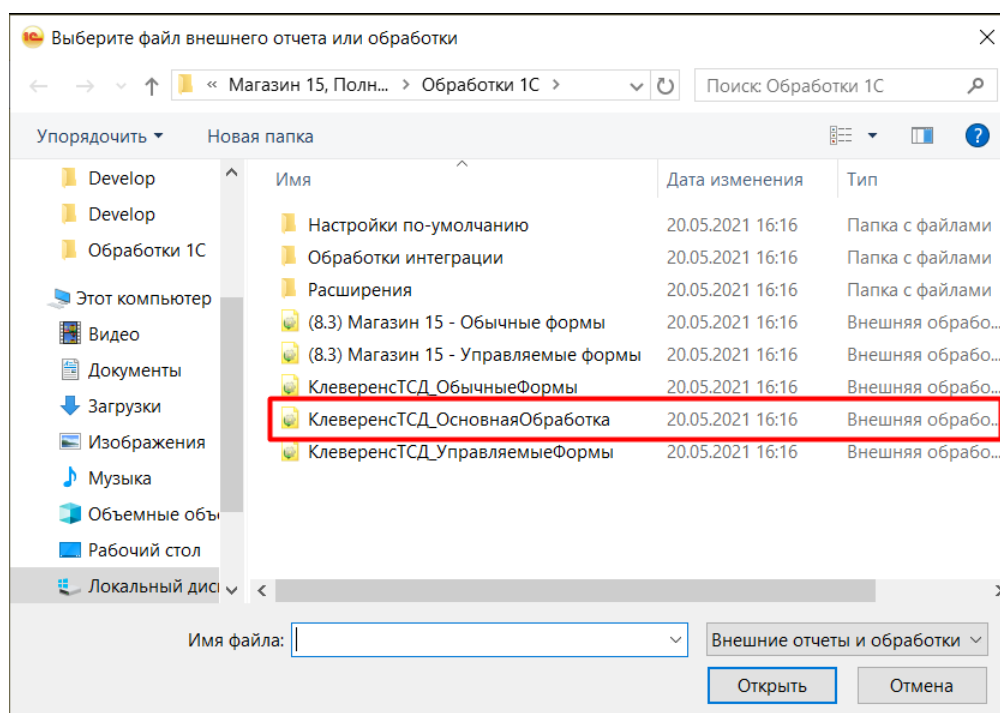 1С Выберите файл внешнего отчета или обработки
« Магазин 15, Полн... > Обработки 1С >
Поиск: Обработки 1С
Упорядочить
Новая папка
?
Имя
Дата изменения
Тип
Develop
Develop
Обработки 1С
Этот компьютер
Видео
Документы
Загрузки
Изображения
Музыка
Объемные объ
Рабочий стол
Локальный дис
Настройки по-умолчанию 20.05.2021 16:16 Папка с файлами
Обработки интеграции 20.05.2021 16:16 Папка с файлами
Расширения 20.05.2021 16:16 Папка с файлами
(8.3) Магазин 15 - Обычные формы 20.05.2021 16:16 Внешняя обрабо...
(8.3) Магазин 15 - Управляемые формы 20.05.2021 16:16 Внешняя обрабо...
КлеверенсТСД_ОбычныеФормы 20.05.2021 16:16 Внешняя обрабо...
КлеверенсТСД_ОсновнаяОбработка 20.05.2021 16:16 Внешняя обрабо...
КлеверенсТСД_УправляемыеФормы 20.05.2021 16:16 Внешняя обрабо...
Имя файла:
Внешние отчеты и обработки
Открыть
Отмена